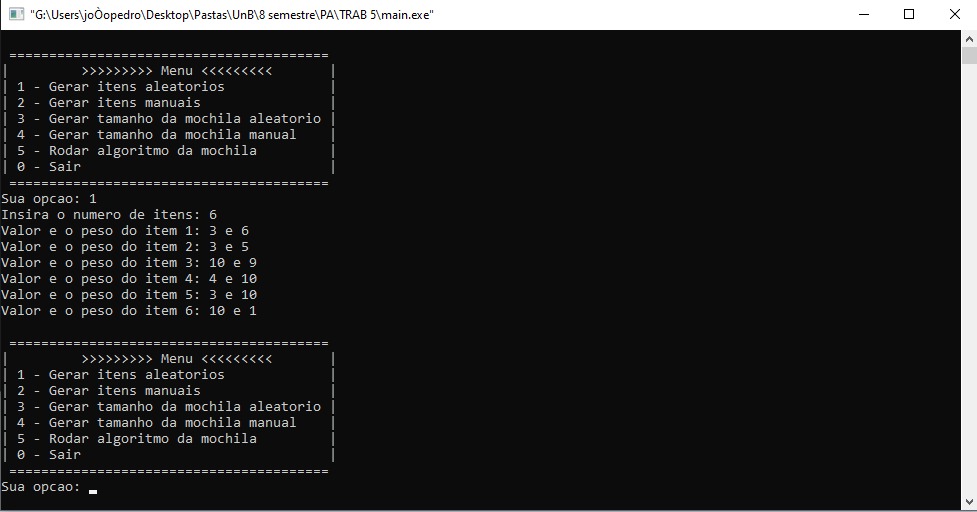 "G:\Users\joÒopedro\Desktop\Pastas\UnB\8 semestre\PA\TRAB 5\main.exe"
========================================
|         >>>>>>>>> Menu <<<<<<<<<       |
| 1 - Gerar itens aleatorios             |
| 2 - Gerar itens manuais                |
| 3 - Gerar tamanho da mochila aleatorio |
| 4 - Gerar tamanho da mochila manual    |
| 5 - Rodar algoritmo da mochila         |
| 0 - Sair                               |
========================================
Sua opcao: 1
Insira o numero de itens: 6
Valor e o peso do item 1: 3 e 6
Valor e o peso do item 2: 3 e 5
Valor e o peso do item 3: 10 e 9
Valor e o peso do item 4: 4 e 10
Valor e o peso do item 5: 3 e 10
Valor e o peso do item 6: 10 e 1
========================================
|         >>>>>>>>> Menu <<<<<<<<<       |
| 1 - Gerar itens aleatorios             |
| 2 - Gerar itens manuais                |
| 3 - Gerar tamanho da mochila aleatorio |
| 4 - Gerar tamanho da mochila manual    |
| 5 - Rodar algoritmo da mochila         |
| 0 - Sair                               |
========================================
Sua opcao: